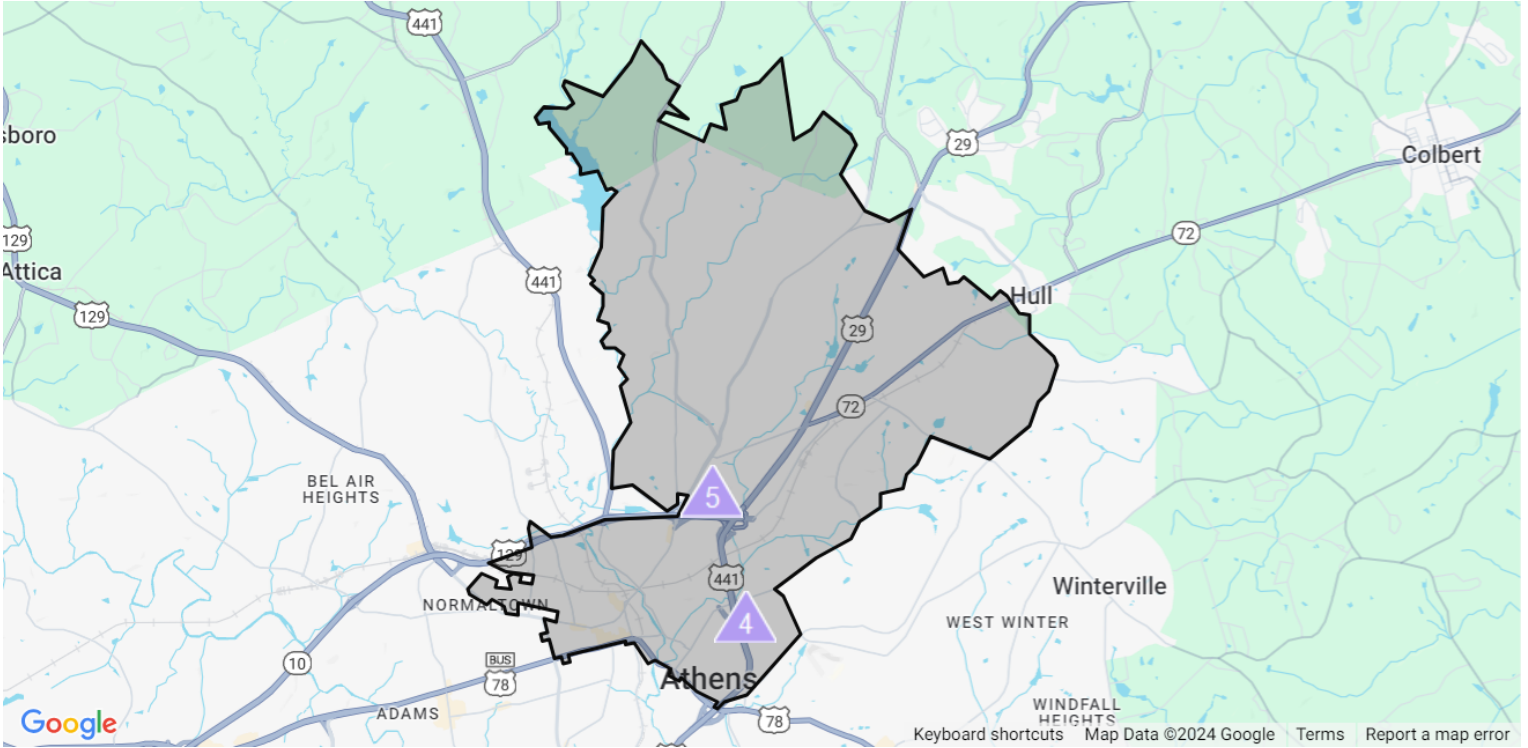 441
29
sboro
Colbert
72
129
Attica
441
129
Hull
29
72
BEL AIR
HEIGHTS
5
129
441
NORMALTOWN
Winterville
4
WEST WINTER
10
BUS
78
Athens
ADAMS
78
WINDFALL
HEIGHTS
Google
Keyboard shortcuts Map Data ©2024 Google Terms Report a map error